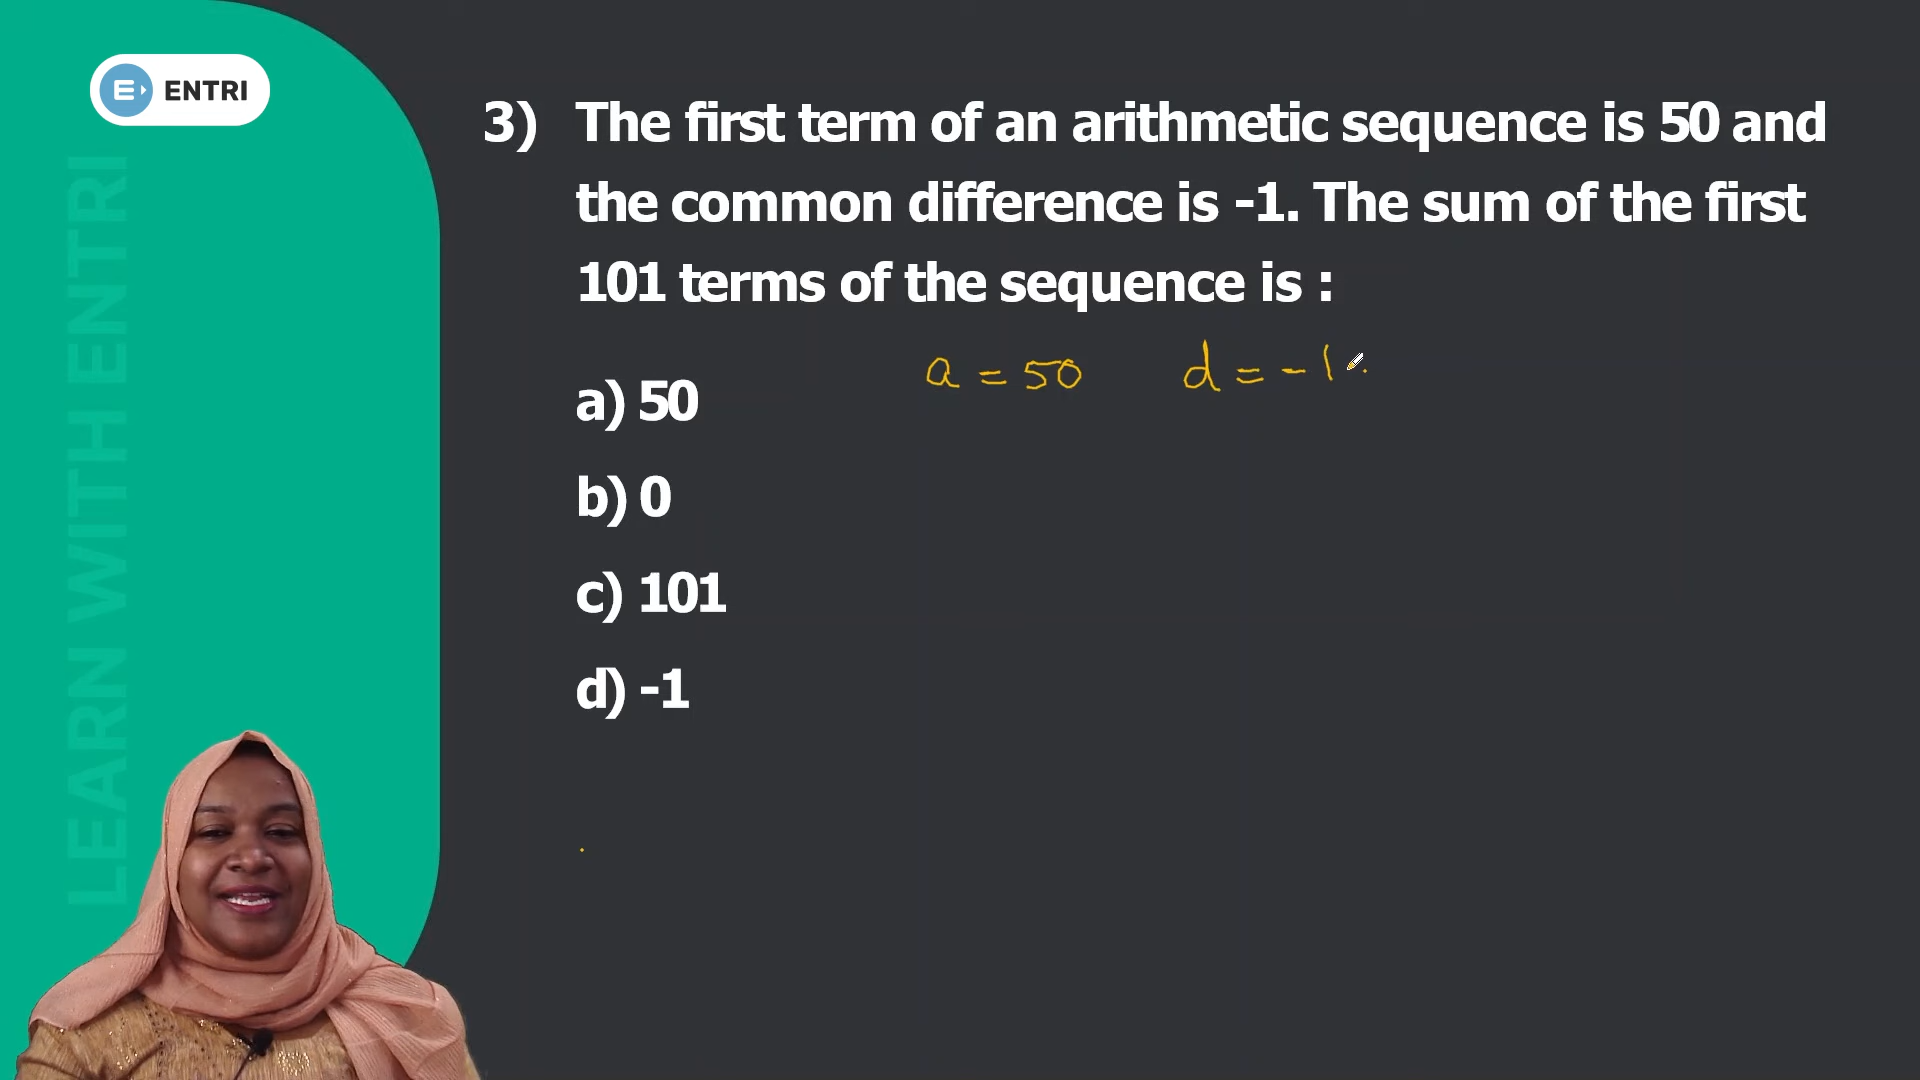 ENTRI
LEARN WITH ENTRI
3) The first term of an arithmetic sequence is 50 and
the common difference is -1. The sum of the first
101 terms of the sequence is :
a = 50 d = -1
a) 50
b) 0
c) 101
d) -1